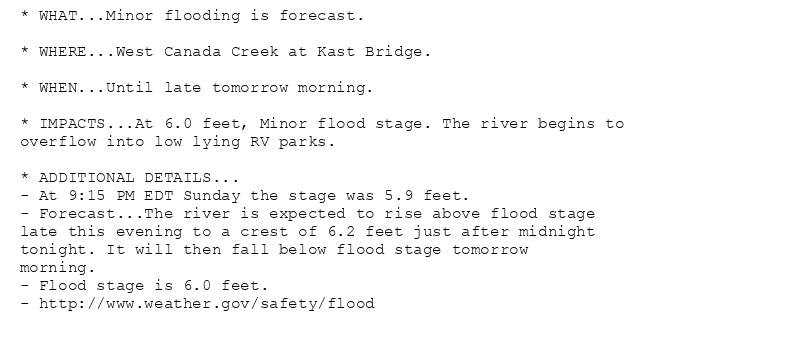 * WHAT...Minor flooding is forecast.
* WHERE...West Canada Creek at Kast Bridge.
* WHEN...Until late tomorrow morning.
* IMPACTS...At 6.0 feet, Minor flood stage. The river begins to
overflow into low lying RV parks.
* ADDITIONAL DETAILS...
- At 9:15 PM EDT Sunday the stage was 5.9 feet.
- Forecast...The river is expected to rise above flood stage
late this evening to a crest of 6.2 feet just after midnight
tonight. It will then fall below flood stage tomorrow
morning.
- Flood stage is 6.0 feet.
- http://www.weather.gov/safety/flood